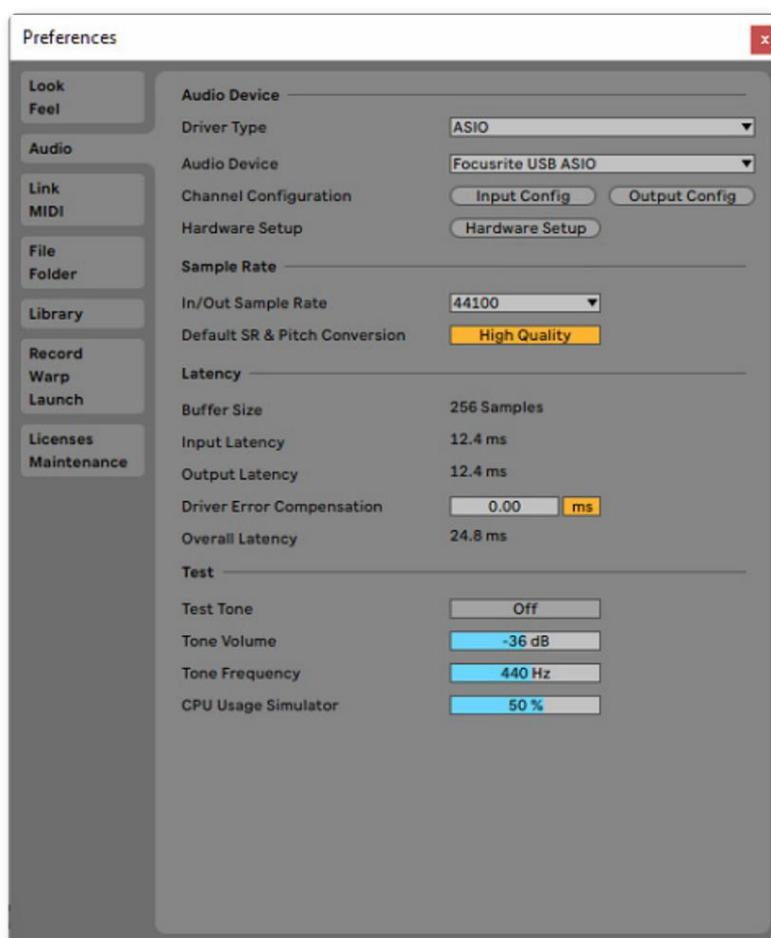 Preferences
x
Look
Feel
Audio
Link
MIDI
File
Folder
Library
Record
Warp
Launch
Licenses
Maintenance
Audio Device
Driver Type ASIO
Audio Device Focusrite USB ASIO
Channel Configuration Input Config Output Config
Hardware Setup Hardware Setup
Sample Rate
In/Out Sample Rate 44100
Default SR & Pitch Conversion High Quality
Latency
Buffer Size 256 Samples
Input Latency 12.4 ms
Output Latency 12.4 ms
Driver Error Compensation 0.00 ms
Overall Latency 24.8 ms
Test
Test Tone Off
Tone Volume -36 dB
Tone Frequency 440 Hz
CPU Usage Simulator 50 %